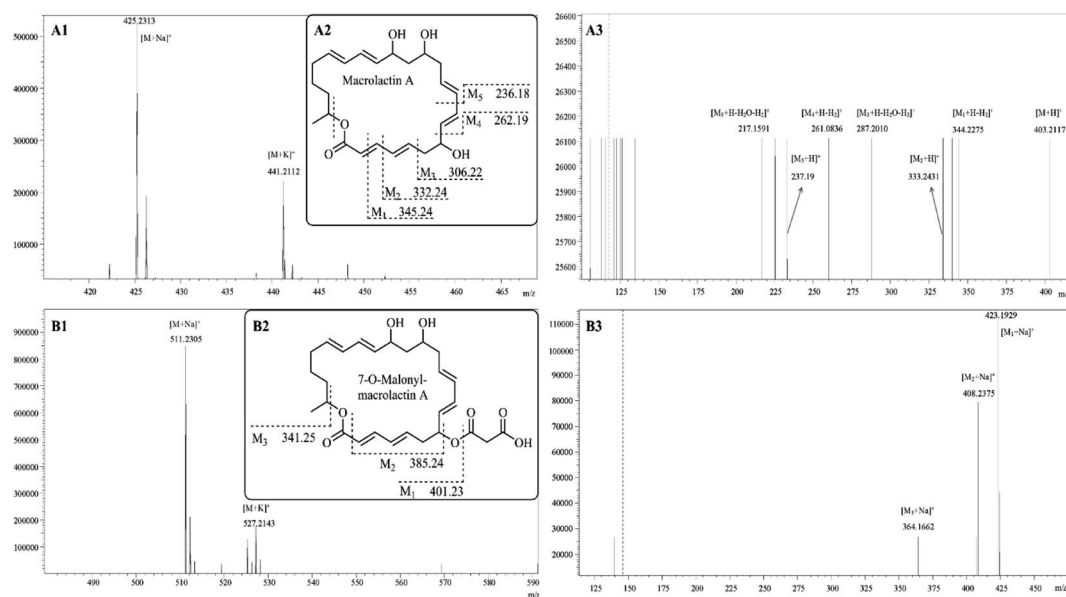 A1
425.2313
[M+Na]⁺
[M+K]⁺
441.2112
500000
400000
300000
200000
100000
420
425
430
435
440
445
450
455
460
465
m/z
A2
OH
OH
Macrolactin A
O
O
OH
M₅ 236.18
M₄ 262.19
M₃ 306.22
M₂ 332.24
M₁ 345.24
A3
26600
26500
26400
26300
26200
26100
26000
25900
25800
25700
25600
[M₅+H-H2O-H₂]⁺
217.1591
[M₄+H-H₂]⁺
261.0836
[M₃+H-H2O-H₂]⁺
287.2010
[M₁+H-H₂]⁺
344.2275
[M+H]⁺
403.2117
[M₅+H]⁺
237.19
[M₂+H]⁺
333.2431
125
150
175
200
225
250
275
300
325
350
375
400
m/z
B1
[M+Na]⁺
511.2305
[M+K]⁺
527.2143
900000
800000
700000
600000
500000
400000
300000
200000
100000
490
500
510
520
530
540
550
560
570
580
590
m/z
B2
OH
OH
7-O-Malonyl-
macrolactin A
O
O
O
O
O
OH
M₃ 341.25
M₂ 385.24
M₁ 401.23
B3
423.1929
[M₁+Na]⁺
[M₂+Na]⁺
408.2375
[M₃+Na]⁺
364.1662
110000
100000
90000
80000
70000
60000
50000
40000
30000
20000
115
140
150
175
200
225
250
275
300
325
350
375
400
425
450
m/z